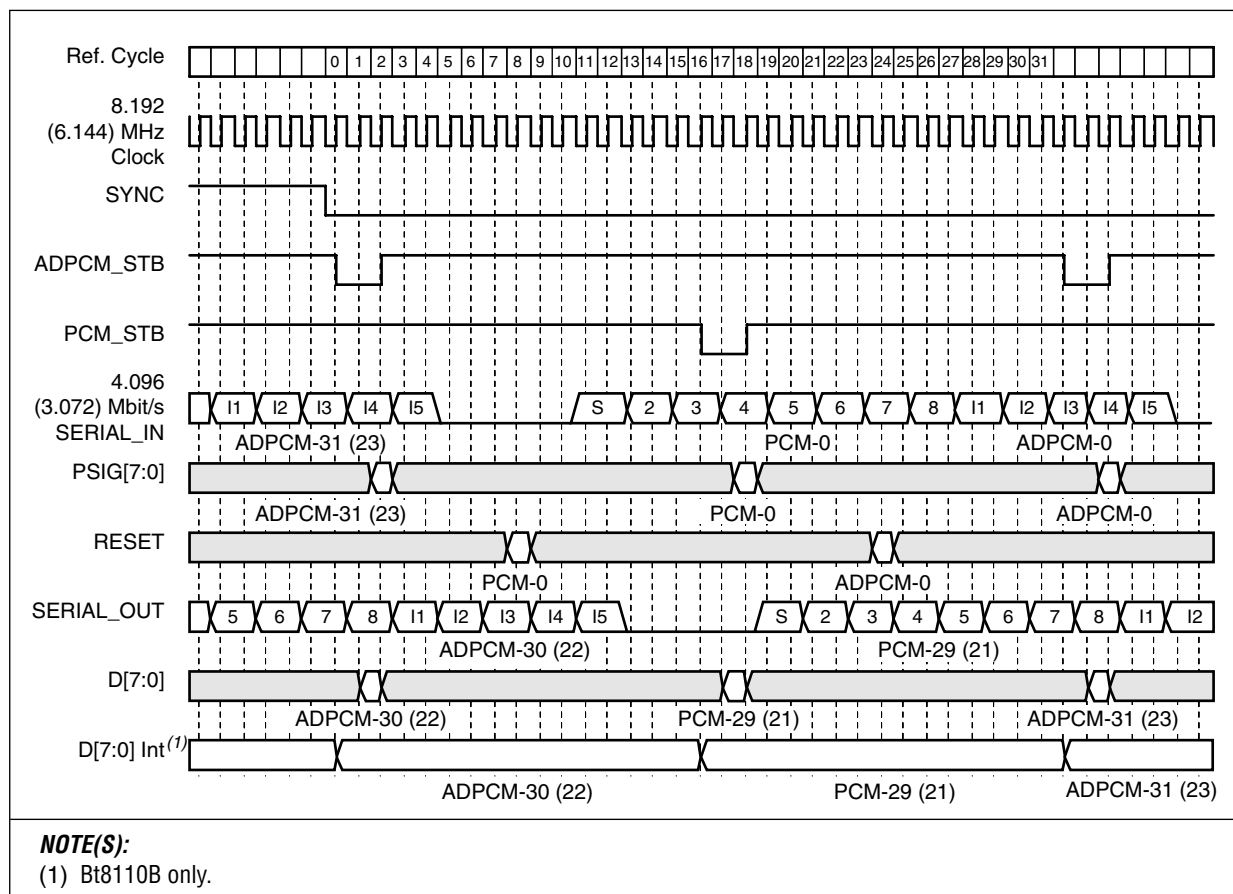 Ref. Cycle
0 1 2 3 4 5 6 7 8 9 10 11 12 13 14 15 16 17 18 19 20 21 22 23 24 25 26 27 28 29 30 31
8.192
(6.144) MHz
Clock
SYNC
ADPCM_STB
PCM_STB
4.096
(3.072) Mbit/s
SERIAL_IN
I1 I2 I3 I4 I5 S 2 3 4 5 6 7 8 I1 I2 I3 I4 I5
ADPCM-31 (23) PCM-0 ADPCM-0
PSIG[7:0]
ADPCM-31 (23) PCM-0 ADPCM-0
RESET
PCM-0 ADPCM-0
SERIAL_OUT
5 6 7 8 I1 I2 I3 I4 I5 S 2 3 4 5 6 7 8 I1 I2
ADPCM-30 (22) PCM-29 (21)
D[7:0]
ADPCM-30 (22) PCM-29 (21) ADPCM-31 (23)
D[7:0] Int(1)
ADPCM-30 (22) PCM-29 (21) ADPCM-31 (23)
NOTE(S):
(1) Bt8110B only.